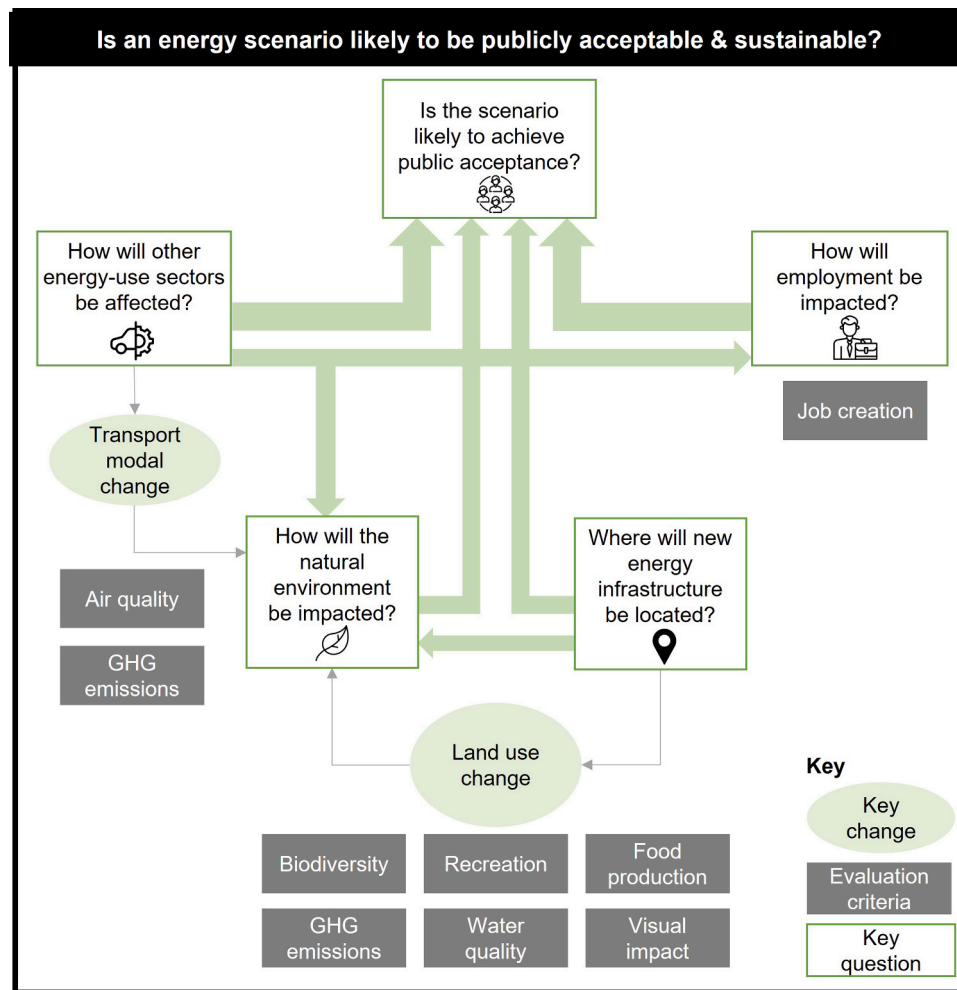 Is an energy scenario likely to be publicly acceptable & sustainable?
Is the scenario
likely to achieve
public acceptance?
How will other
energy-use sectors
be affected?
How will
employment be
impacted?
Job creation
Transport
modal
change
How will the
natural
environment
be impacted?
Where will new
energy
infrastructure
be located?
Air quality
GHG
emissions
Land use
change
Biodiversity
Recreation
Food
production
GHG
emissions
Water
quality
Visual
impact
Key
Key
change
Evaluation
criteria
Key
question